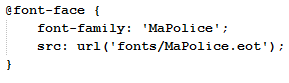 @font-face {
    font-family: 'MaPolice';
    src: url('fonts/MaPolice.eot');
}